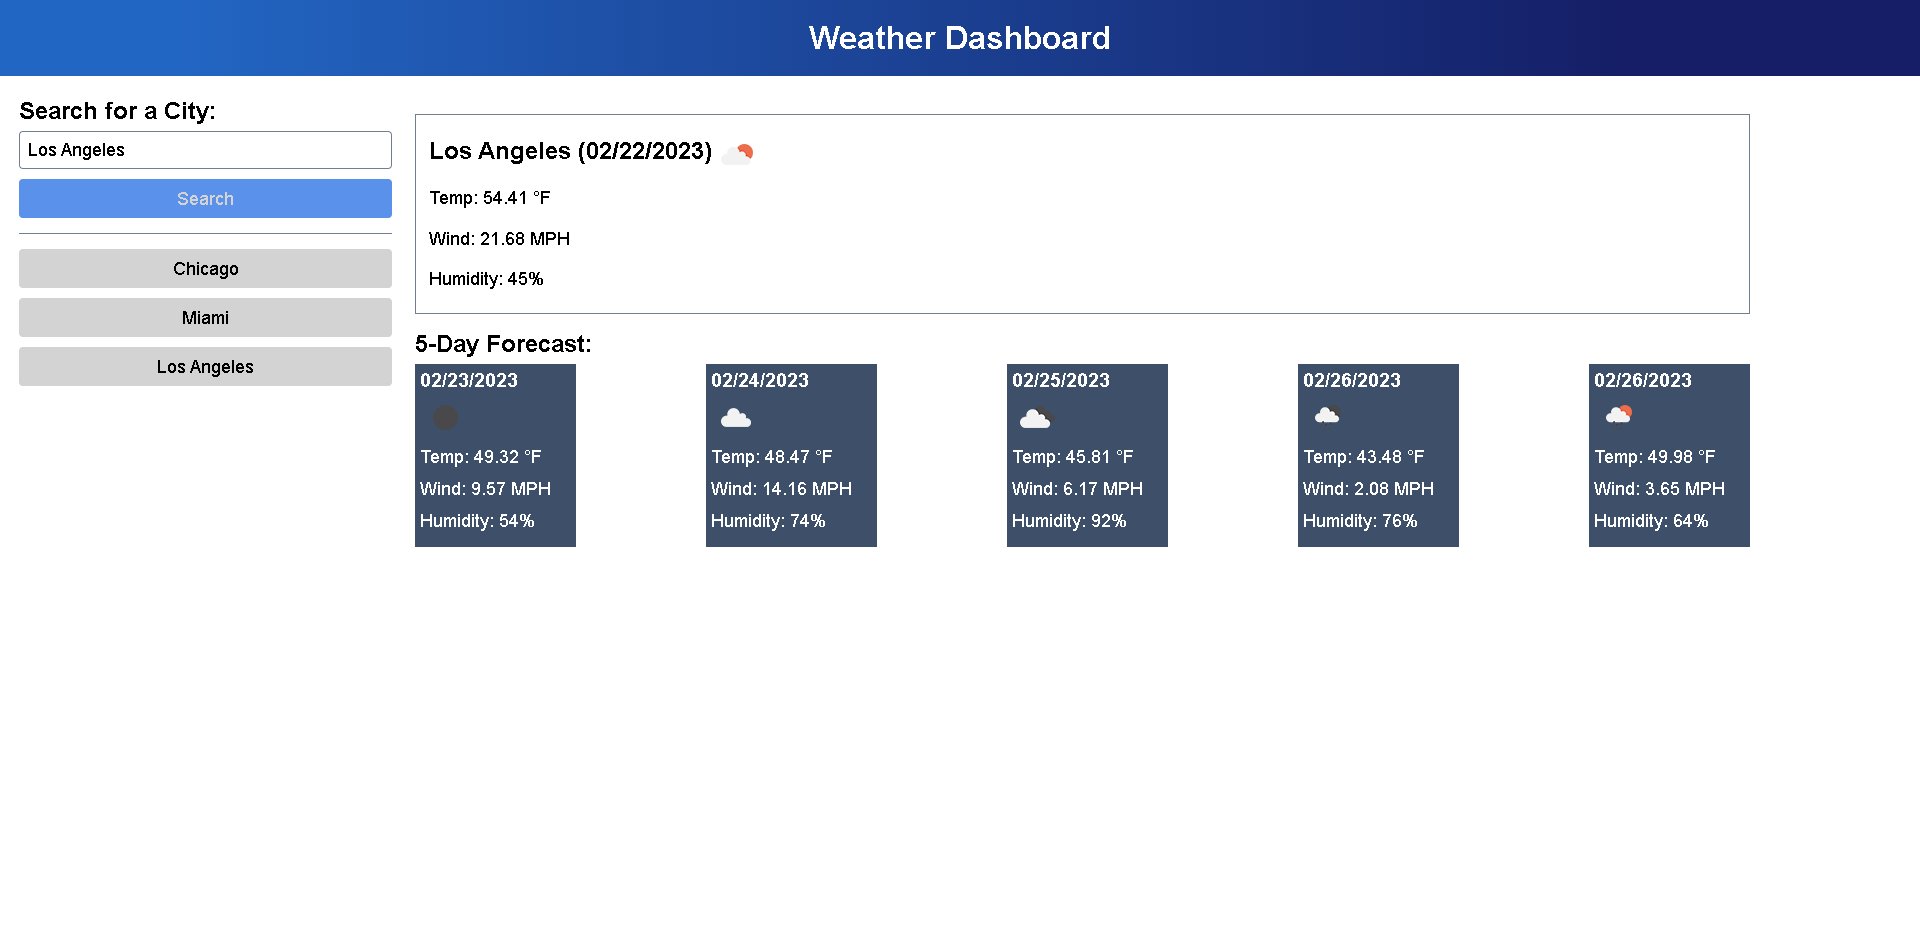 Weather Dashboard
Search for a City:
Los Angeles
Search
Chicago
Miami
Los Angeles
Los Angeles (02/22/2023)
Temp: 54.41 °F
Wind: 21.68 MPH
Humidity: 45%
5-Day Forecast:
02/23/2023
Temp: 49.32 °F
Wind: 9.57 MPH
Humidity: 54%
02/24/2023
Temp: 48.47 °F
Wind: 14.16 MPH
Humidity: 74%
02/25/2023
Temp: 45.81 °F
Wind: 6.17 MPH
Humidity: 92%
02/26/2023
Temp: 43.48 °F
Wind: 2.08 MPH
Humidity: 76%
02/26/2023
Temp: 49.98 °F
Wind: 3.65 MPH
Humidity: 64%